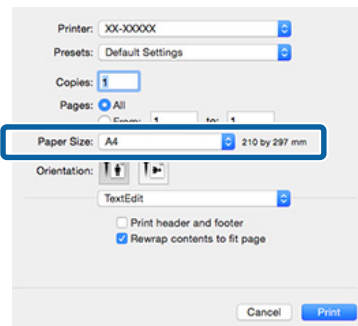 Printer: XX-XXXXX
Presets: Default Settings
Copies: 1
Pages: All
From: 1 to: 1
Paper Size: A4 210 by 297 mm
Orientation:
TextEdit
Print header and footer
Rewrap contents to fit page
Cancel Print